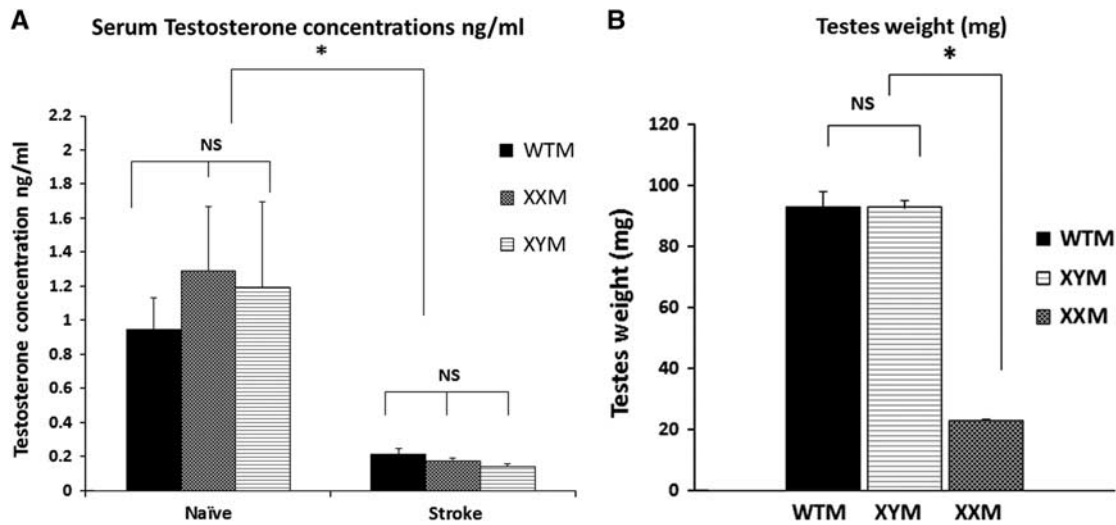 A
Serum Testosterone concentrations ng/ml
*
Testosterone concentration ng/ml
2.2
2
1.8
1.6
1.4
1.2
1
0.8
0.6
0.4
0.2
0
NS
NS
WTM
XXM
XYM
Naïve
Stroke
B
Testes weight (mg)
*
NS
Testes weight (mg)
120
100
80
60
40
20
0
WTM
XYM
XXM
WTM
XYM
XXM